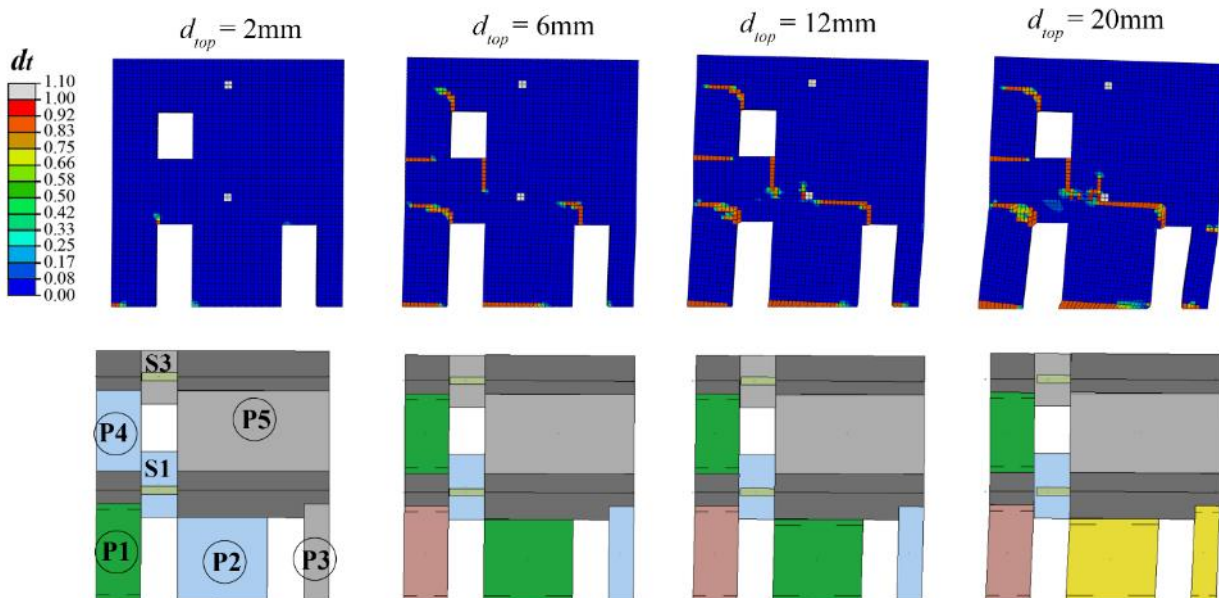 d_top = 2mm
d_top = 6mm
d_top = 12mm
d_top = 20mm
dt
1.10
1.00
0.92
0.83
0.75
0.66
0.58
0.50
0.42
0.34
0.25
0.17
0.08
0.00
S3
P4
P5
S1
P1
P2
P3